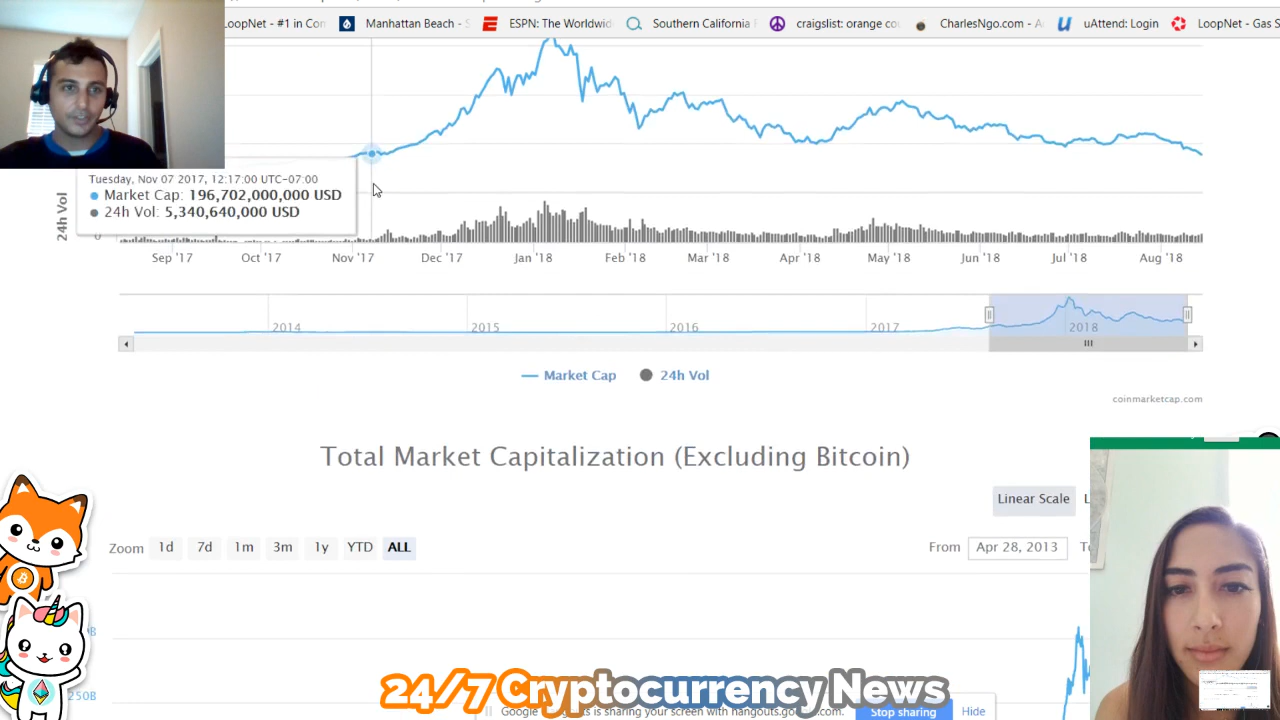 LoopNet - #1 in Con
Manhattan Beach - S
ESPN: The Worldwid
Southern California F
craigslist: orange cou
CharlesNgo.com - A
uAttend: Login
LoopNet - Gas S
Tuesday, Nov 07 2017, 12:17:00 UTC-07:00
Market Cap: 196,702,000,000 USD
24h Vol: 5,340,640,000 USD
24h Vol
0
Sep '17
Oct '17
Nov '17
Dec '17
Jan '18
Feb '18
Mar '18
Apr '18
May '18
Jun '18
Jul '18
Aug '18
2014
2015
2016
2017
2018
Market Cap
24h Vol
coinmarketcap.com
Total Market Capitalization (Excluding Bitcoin)
Linear Scale L
Zoom 1d 7d 1m 3m 1y YTD ALL
From Apr 28, 2013 To
B
250B
24/7 Cryptocurrency News
is sharing your screen with
Stop sharing
Hide